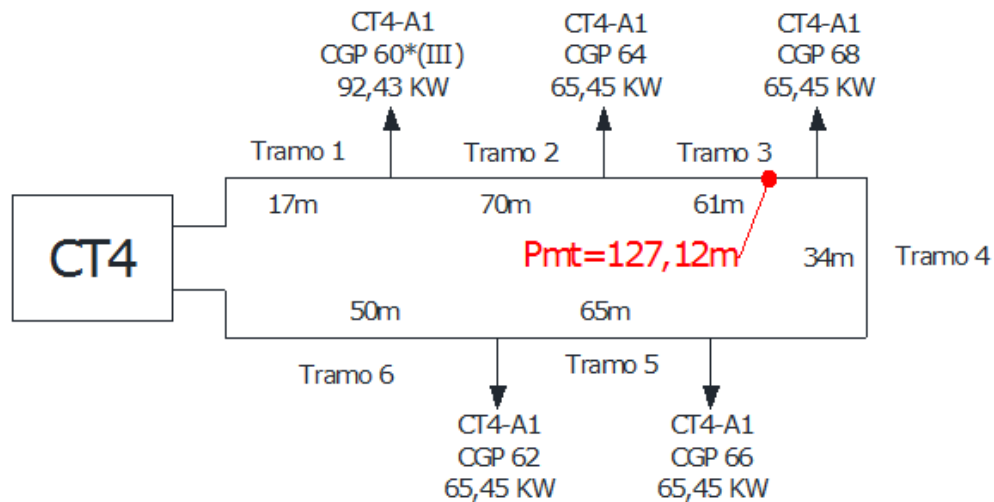 CT4-A1
CGP 60*(III)
92,43 KW
CT4-A1
CGP 64
65,45 KW
CT4-A1
CGP 68
65,45 KW
Tramo 1
Tramo 2
Tramo 3
17m
70m
61m
CT4
Pmt=127,12m
34m
Tramo 4
50m
65m
Tramo 6
Tramo 5
CT4-A1
CGP 62
65,45 KW
CT4-A1
CGP 66
65,45 KW